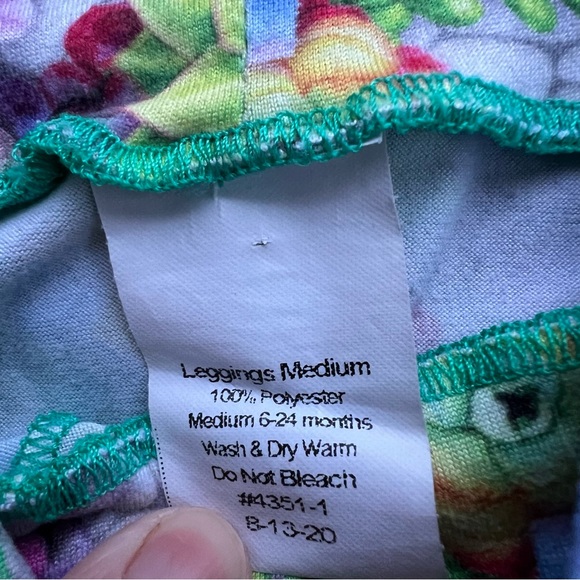 Leggings Medium
100% Polyester
Medium 6-24 months
Wash & Dry Warm
Do Not Bleach
#4351-1
8-13-20